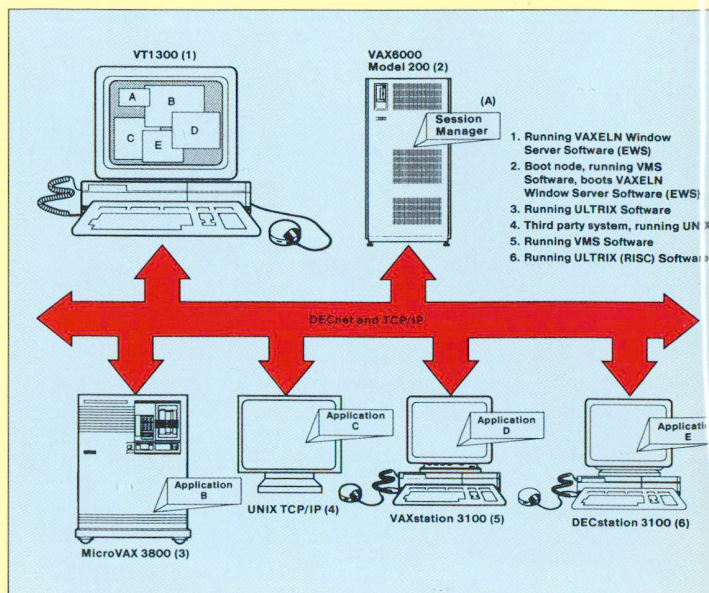 VT1300 (1)
A
B
C
D
E
VAX6000
Model 200 (2)
(A)
Session
Manager
1. Running VAXELN Window
Server Software (EWS)
2. Boot node, running VMS
Software, boots VAXELN
Window Server Software (EWS)
3. Running ULTRIX Software
4. Third party system, running UNIX
5. Running VMS Software
6. Running ULTRIX (RISC) Software
DECnet and TCP/IP
Application
B
MicroVAX 3800 (3)
Application
C
UNIX TCP/IP (4)
Application
D
VAXstation 3100 (5)
Applicati
E
DECstation 3100 (6)